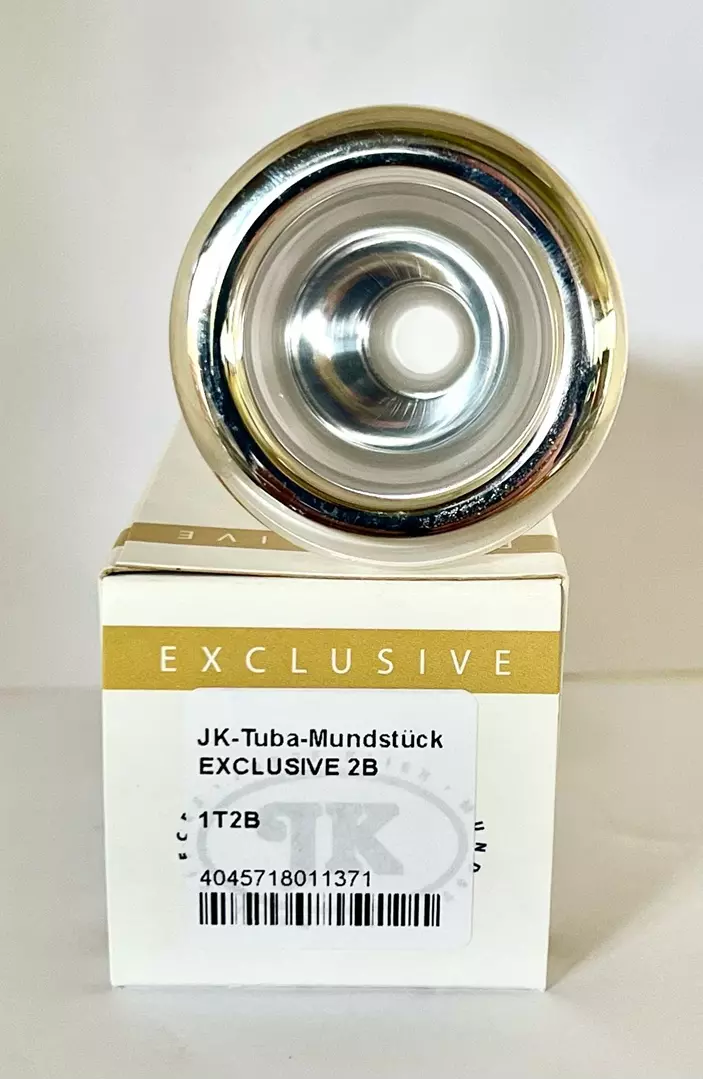 EXCLUSIVE
JK-Tuba-Mundstück
EXCLUSIVE 2B
1T2B
JK
4045718011371